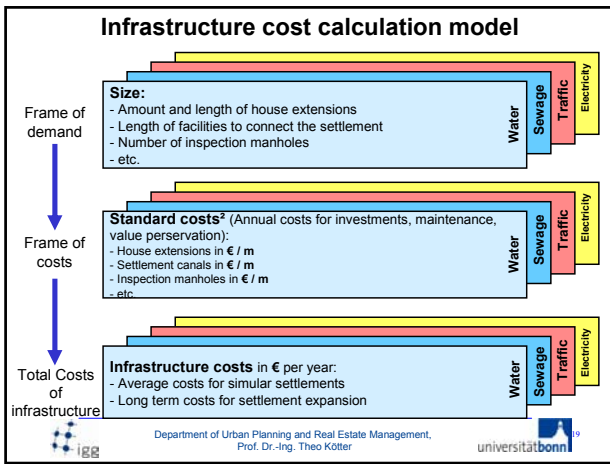 Infrastructure cost calculation model
Frame of
demand
Size:
- Amount and length of house extensions
- Length of facilities to connect the settlement
- Number of inspection manholes
- etc.
Water
Sewage
Traffic
Electricity
Frame of
costs
Standard costs² (Annual costs for investments, maintenance,
value perservation):
- House extensions in € / m
- Settlement canals in € / m
- Inspection manholes in € / m
- etc.
Water
Sewage
Traffic
Electricity
Total Costs
of
infrastructure
Infrastructure costs in € per year:
- Average costs for simular settlements
- Long term costs for settlement expansion
Water
Sewage
Traffic
Electricity
igg
Department of Urban Planning and Real Estate Management,
Prof. Dr.-Ing. Theo Kötter
universitätbonn
19